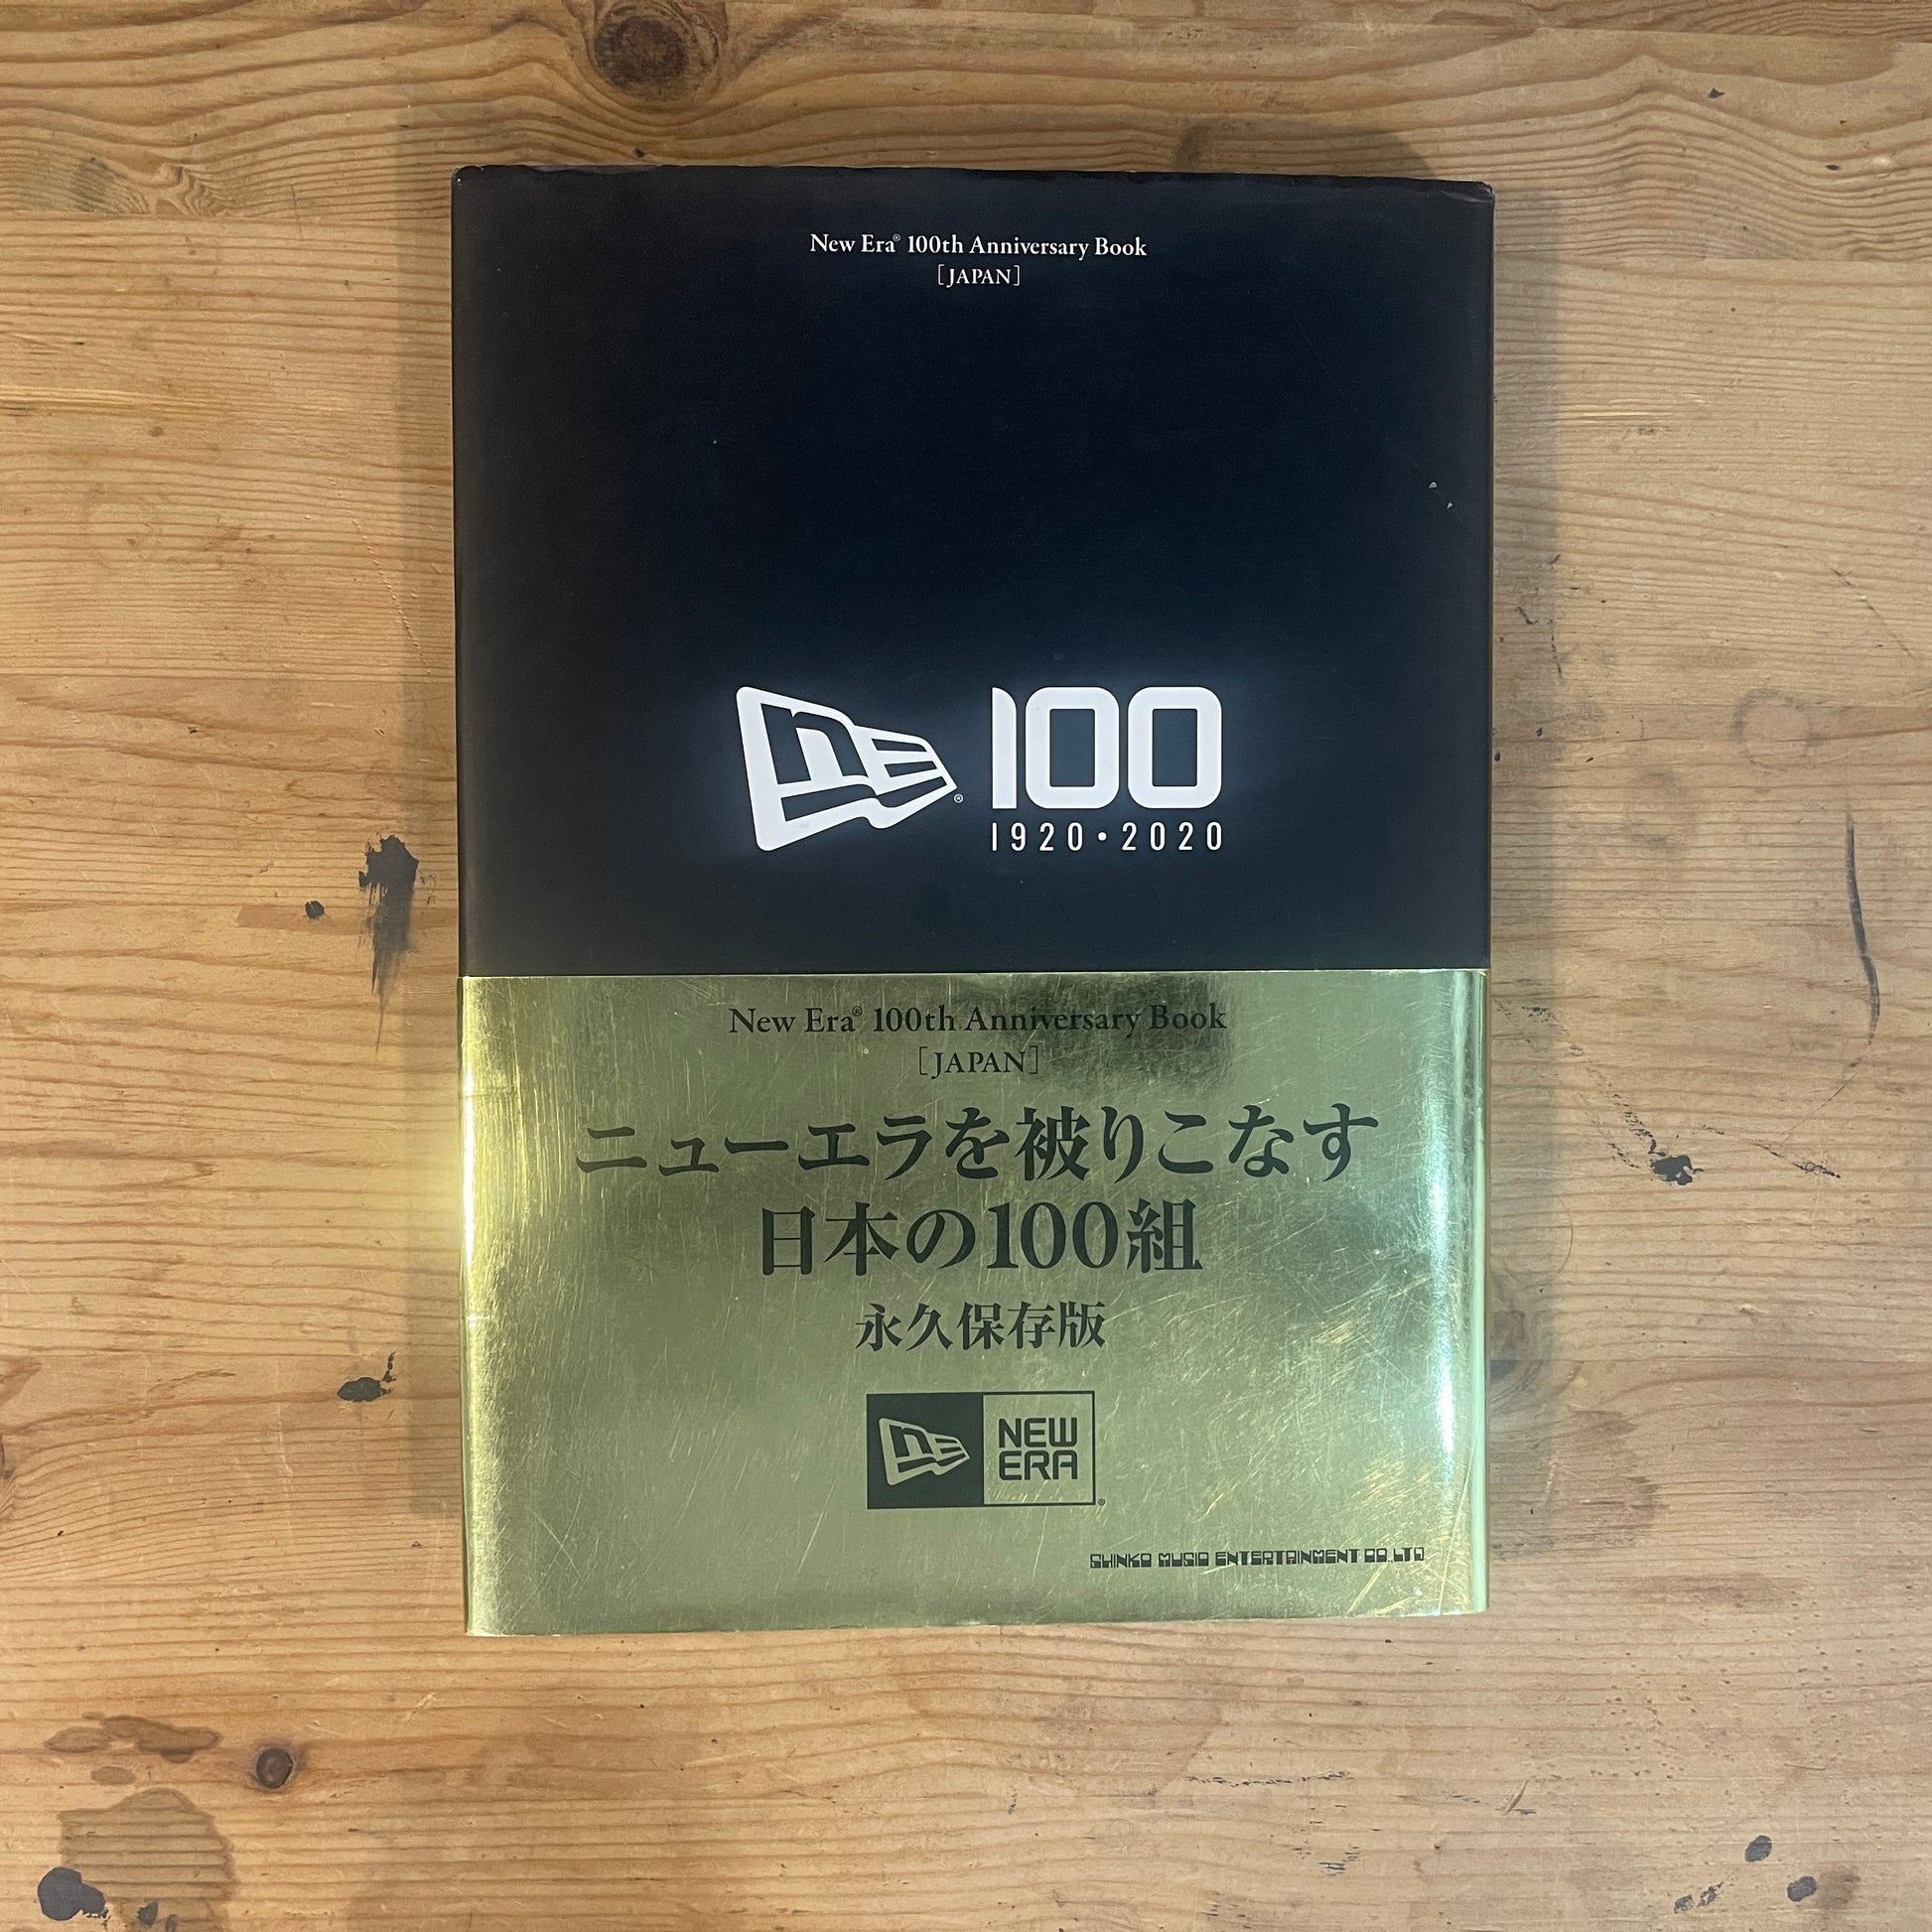 New Era® 100th Anniversary Book
[JAPAN]
NE® 100
1920・2020
New Era® 100th Anniversary Book
[JAPAN]
ニューエラを被りこなす
日本の100組
永久保存版
NE NEW
ERA®
SHINKO MUSIC ENTERTAINMENT CO.,LTD.